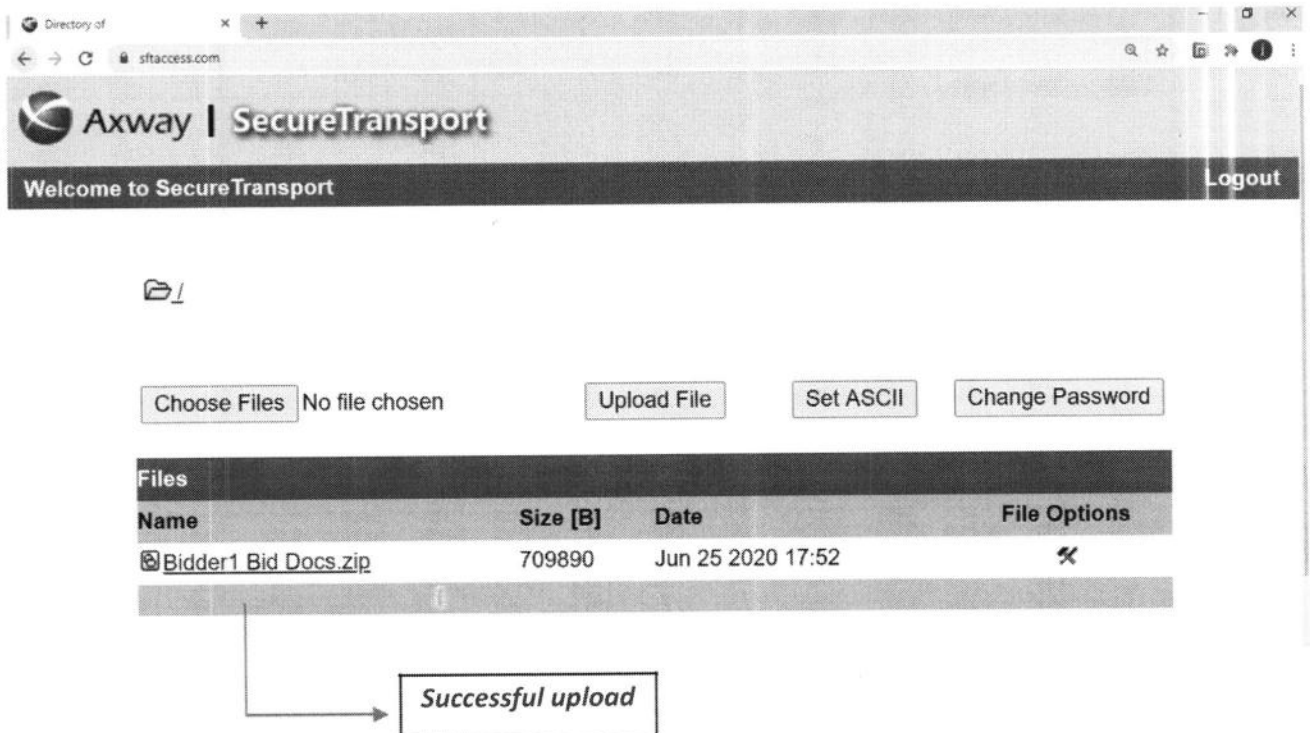 Directory of
sftaccess.com
Axway | SecureTransport
Welcome to SecureTransport Logout
/
Choose Files No file chosen Upload File Set ASCII Change Password
Files
Name Size [B] Date File Options
Bidder1 Bid Docs.zip 709890 Jun 25 2020 17:52
Successful upload